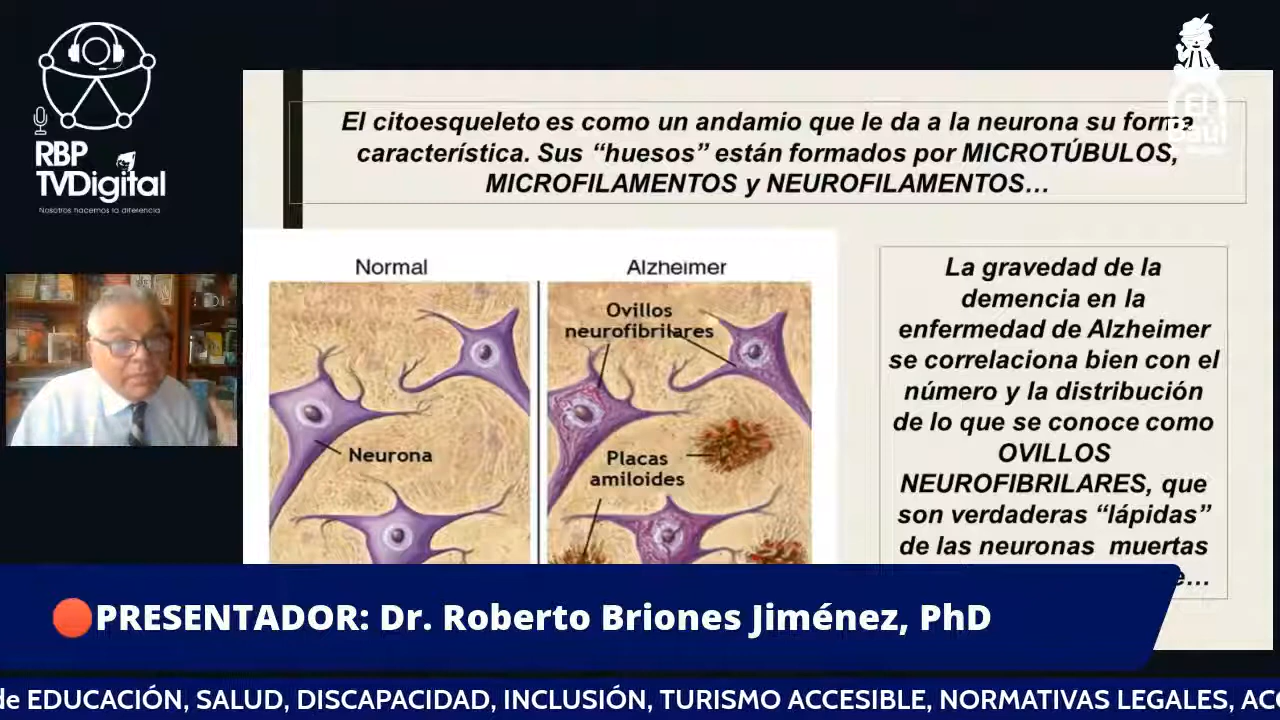 RBP
TVDigital
Nosotros hacemos la diferencia
El
Baúl
El citoesqueleto es como un andamio que le da a la neurona su forma
característica. Sus “huesos” están formados por MICROTÚBULOS,
MICROFILAMENTOS y NEUROFILAMENTOS…
Normal
Alzheimer
Ovillos
neurofibrilares
Neurona
Placas
amiloides
La gravedad de la
demencia en la
enfermedad de Alzheimer
se correlaciona bien con el
número y la distribución
de lo que se conoce como
OVILLOS
NEUROFIBRILARES, que
son verdaderas “lápidas”
de las neuronas muertas
PRESENTADOR: Dr. Roberto Briones Jiménez, PhD
de EDUCACIÓN, SALUD, DISCAPACIDAD, INCLUSIÓN, TURISMO ACCESIBLE, NORMATIVAS LEGALES,